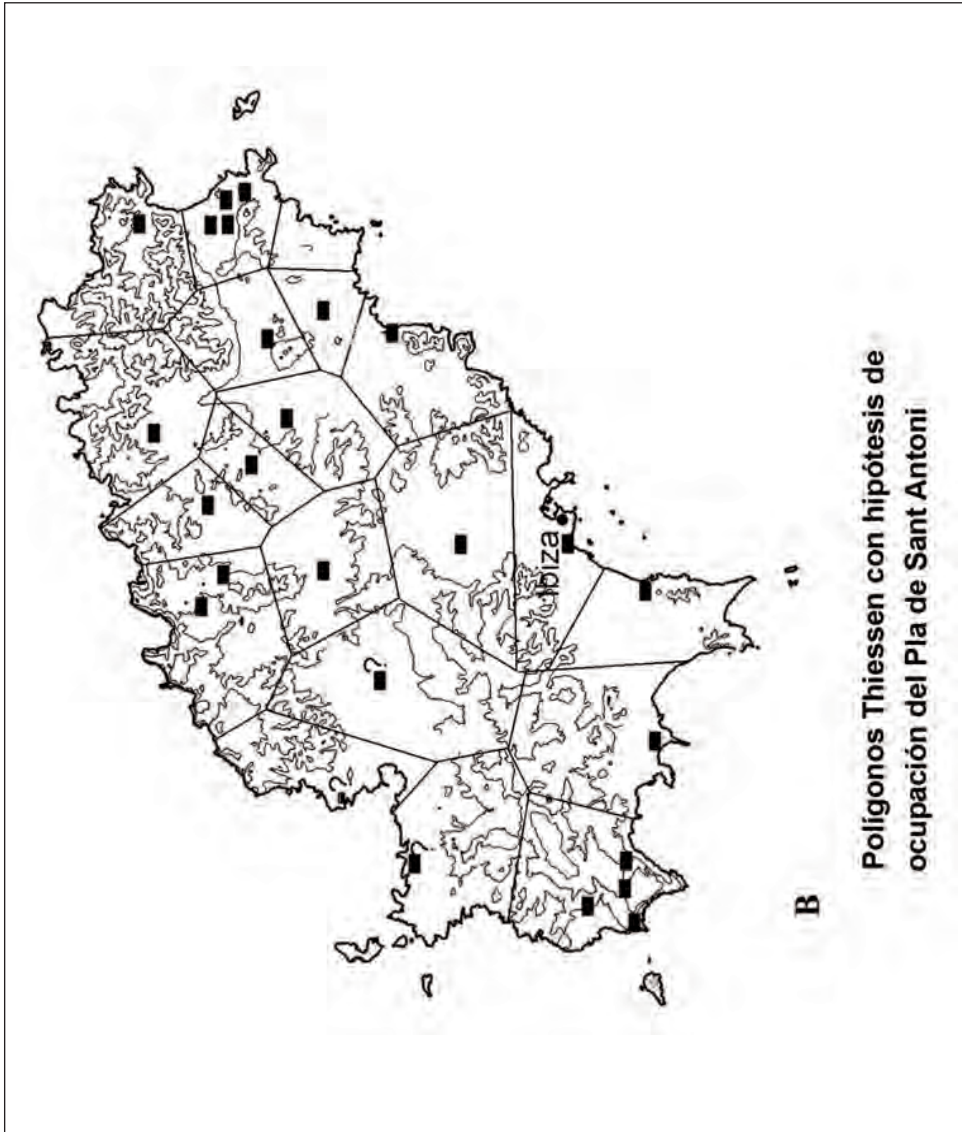 Ibiza
?
?
?
B
Polígonos Thiessen con hipótesis de
ocupación del Pla de Sant Antoni